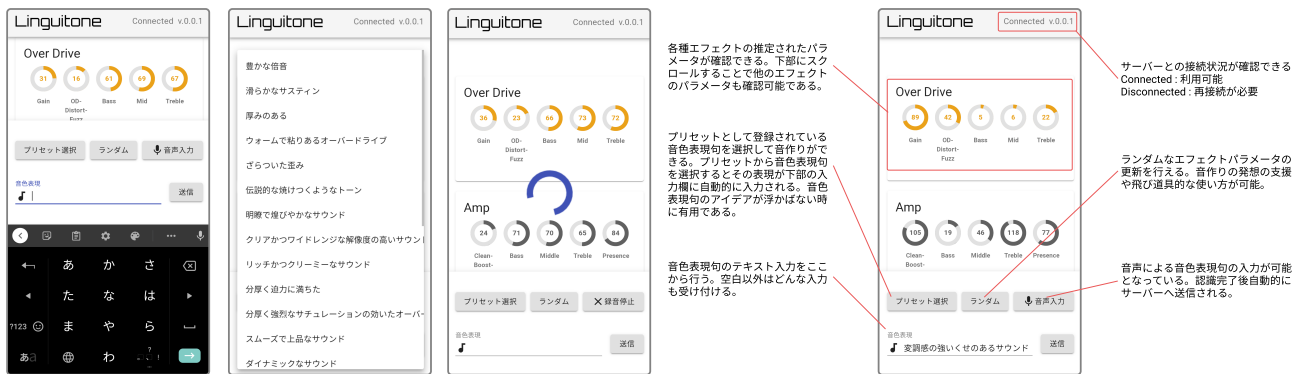 Linguitone
Connected v.0.0.1
Over Drive
31
16
61
69
67
Gain
OD-
Distort-
Fuzz
Bass
Mid
Treble
プリセット選択
ランダム
音声入力
音色表現
送信
あ
か
さ
た
な
は
?123
ま
や
ら
あa
わ
Linguitone
Connected v.0.0.1
豊かな倍音
滑らかなサスティン
厚みのある
ウォームで粘りあるオーバードライブ
ざらついた歪み
伝説的な焼けつくようなトーン
明瞭で煌びやかなサウンド
クリアかつワイドレンジな解像度の高いサウン
リッチかつクリーミーなサウンド
分厚く迫力に満ちた
分厚く強烈なサチュレーションの効いたオーバー
スムーズで上品なサウンド
ダイナミックなサウンド
Linguitone
Connected v.0.0.1
Over Drive
36
23
66
73
72
Gain
OD-
Distort-
Fuzz
Bass
Mid
Treble
Amp
24
71
70
65
84
Clean-
Boost-
Bass
Middle
Treble
Presence
プリセット選択
ランダム
録音停止
音色表現
送信
各種エフェクトの推定されたパラ
メータが確認できる。下部にスク
ロールすることで他のエフェクト
のパラメータも確認可能である。
プリセットとして登録されている
音色表現句を選択して音作りがで
きる。プリセットから音色表現句
を選択するとその表現が下部の入
力欄に自動的に入力される。音色
表現句のアイデアが浮かばない時
に有用である。
音色表現句のテキスト入力をここ
から行う。空白以外はどんな入力
も受け付ける。
Linguitone
Connected v.0.0.1
Over Drive
89
42
5
6
22
Gain
OD-
Distort-
Fuzz
Bass
Mid
Treble
Amp
105
19
46
118
77
Clean-
Boost-
Bass
Middle
Treble
Presence
プリセット選択
ランダム
音声入力
音色表現
変調感の強いくせのあるサウンド
送信
サーバーとの接続状況が確認できる
Connected : 利用可能
Disconnected : 再接続が必要
ランダムなエフェクトパラメータの
更新を行える。音作りの発想の支援
や飛び道具的な使い方が可能。
音声による音色表現句の入力が可能
となっている。認識完了後自動的に
サーバーへ送信される。